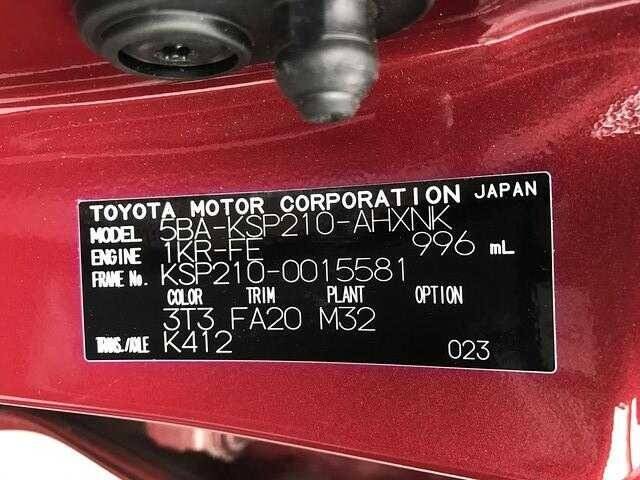 TOYOTA MOTOR CORPORATION JAPAN
MODEL 5BA-KSP210-AHXNK
ENGINE 1KR-FE 996 mL
FRAME No. KSP210-0015581
COLOR TRIM PLANT OPTION
3T3 FA20 M32
TRANS./AXLE K412 023